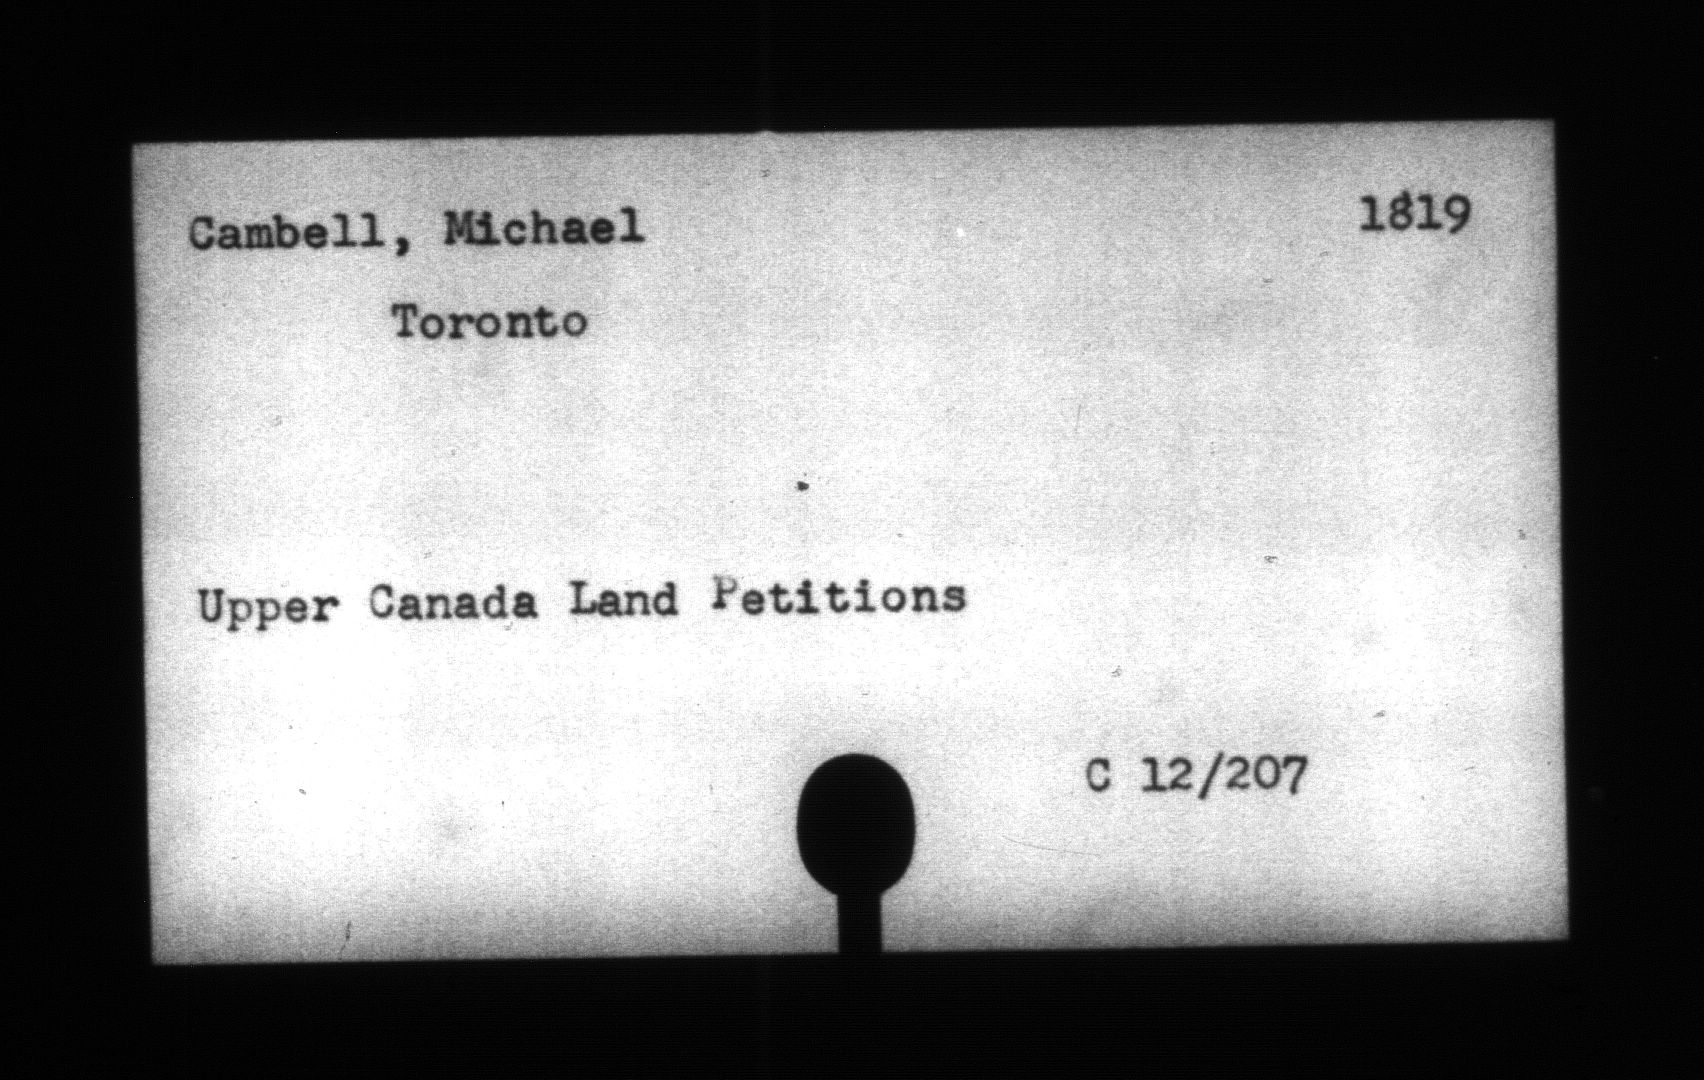 Cambell, Michael 1819
Toronto
Upper Canada Land Petitions
C 12/207